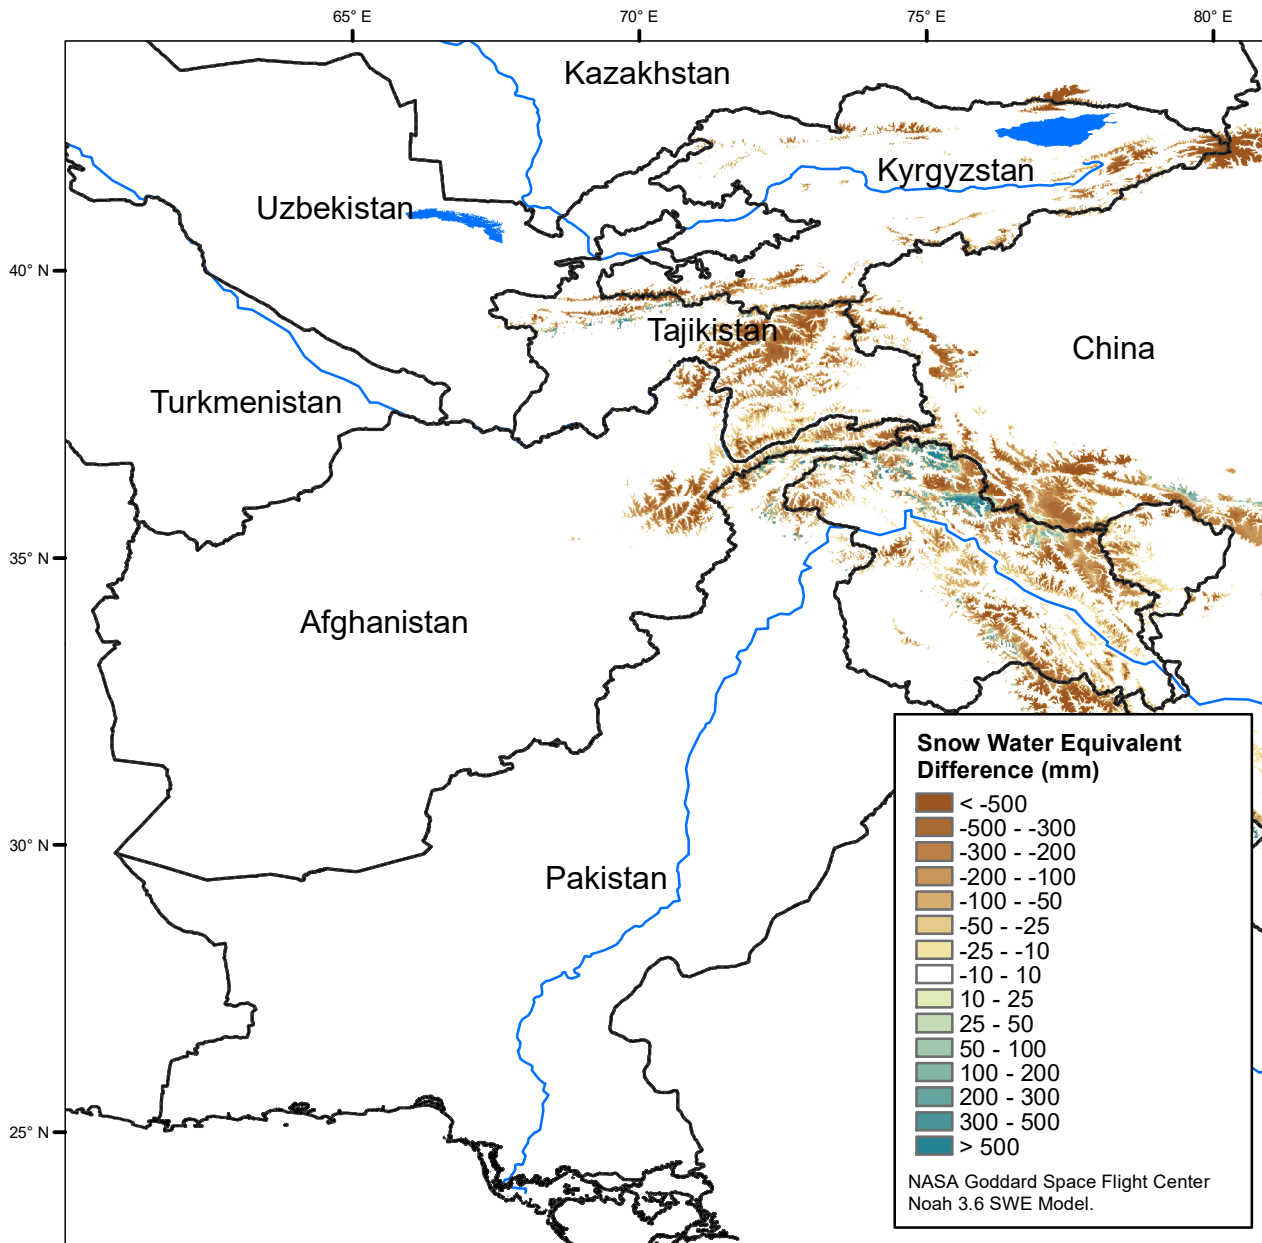 65° E
70° E
75° E
80° E
Kazakhstan
Kyrgyzstan
Uzbekistan
40° N
Tajikistan
China
Turkmenistan
35° N
Afghanistan
30° N
Pakistan
25° N
Snow Water Equivalent
Difference (mm)
< -500
-500 - -300
-300 - -200
-200 - -100
-100 - -50
-50 - -25
-25 - -10
-10 - 10
10 - 25
25 - 50
50 - 100
100 - 200
200 - 300
300 - 500
> 500
NASA Goddard Space Flight Center
Noah 3.6 SWE Model.